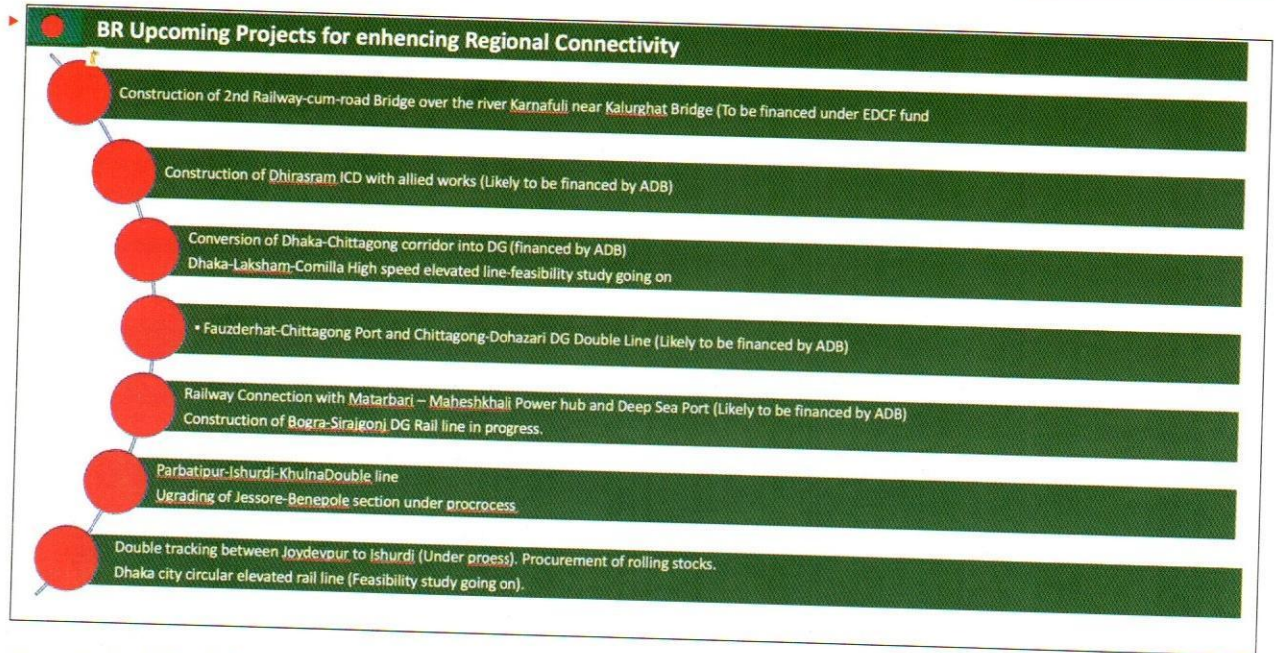 BR Upcoming Projects for enhencing Regional Connectivity
Construction of 2nd Railway-cum-road Bridge over the river Karnafuli near Kalurghat Bridge (To be financed under EDCF fund
Construction of Dhirasram ICD with allied works (Likely to be financed by ADB)
Conversion of Dhaka-Chittagong corridor into DG (financed by ADB)
Dhaka-Laksham-Comilla High speed elevated line-feasibility study going on
▪ Fauzderhat-Chittagong Port and Chittagong-Dohazari DG Double Line (Likely to be financed by ADB)
Railway Connection with Matarbari – Maheshkhali Power hub and Deep Sea Port (Likely to be financed by ADB)
Construction of Bogra-Sirajgonj DG Rail line in progress.
Parbatipur-Ishurdi-KhulnaDouble line
Ugrading of Jessore-Benepole section under procrocess
Double tracking between Joydevpur to Ishurdi (Under proess). Procurement of rolling stocks.
Dhaka city circular elevated rail line (Feasibility study going on).